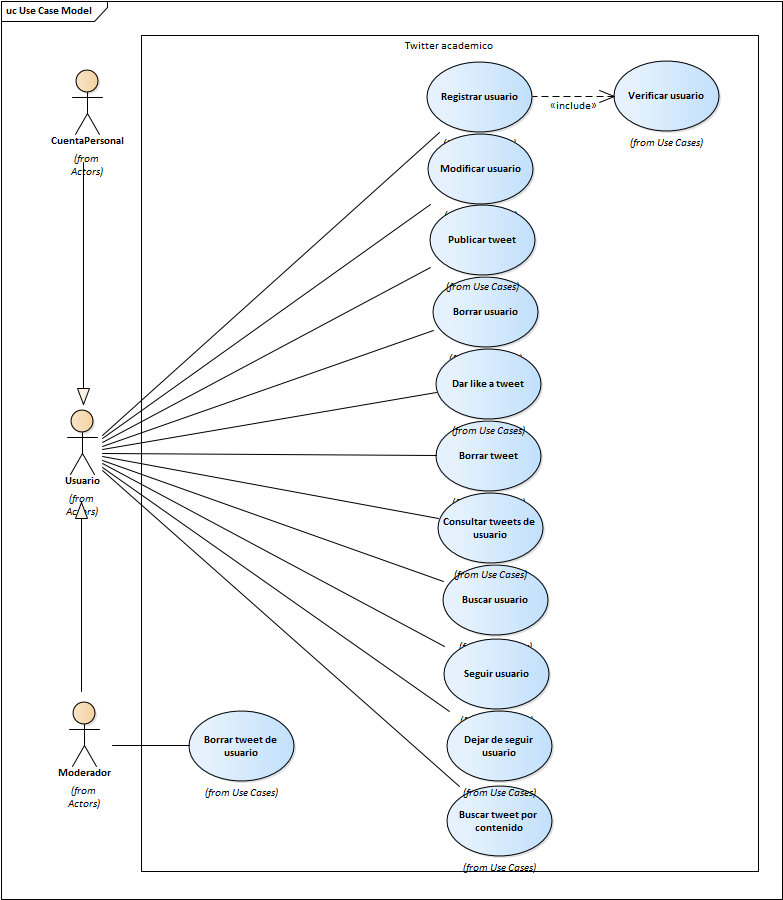 uc Use Case Model
Twitter academico
CuentaPersonal
(from
Actors)
Registrar usuario
«include»
Verificar usuario
(from Use Cases)
Modificar usuario
Publicar tweet
(from Use Cases)
Borrar usuario
Dar like a tweet
(from Use Cases)
Usuario
(from
Actors)
Borrar tweet
Consultar tweets de
usuario
(from Use Cases)
Buscar usuario
Seguir usuario
Dejar de seguir
usuario
(from Use Cases)
Moderador
(from
Actors)
Borrar tweet de
usuario
(from Use Cases)
Buscar tweet por
contenido
(from Use Cases)